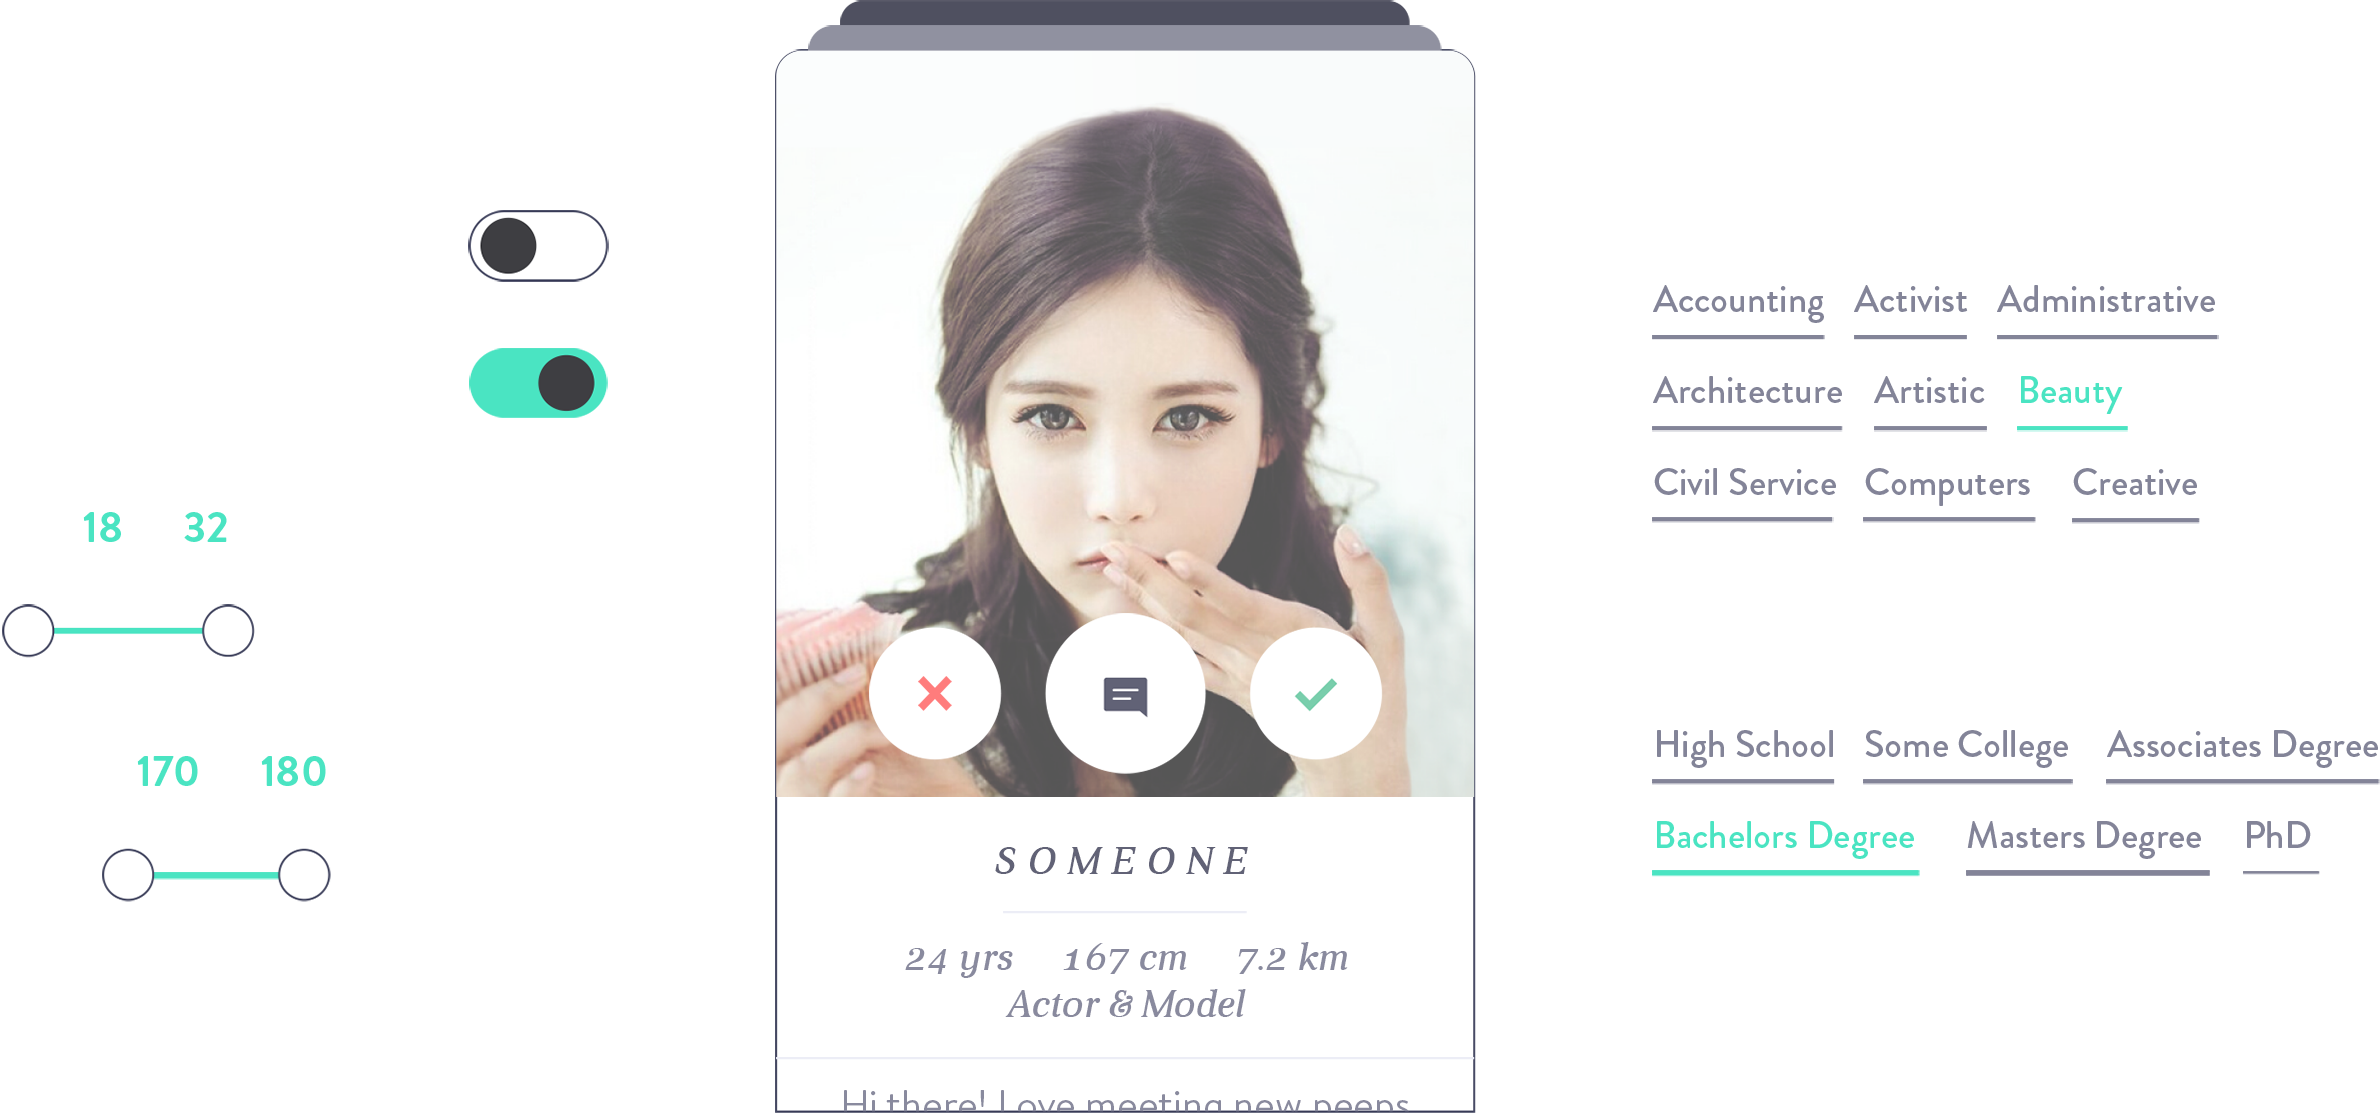 18 32
170 180
SOMEONE
24 yrs 167 cm 7.2 km
Actor & Model
Hi there! Love meeting new peeps
Accounting Activist Administrative
Architecture Artistic Beauty
Civil Service Computers Creative
High School Some College Associates Degree
Bachelors Degree Masters Degree PhD